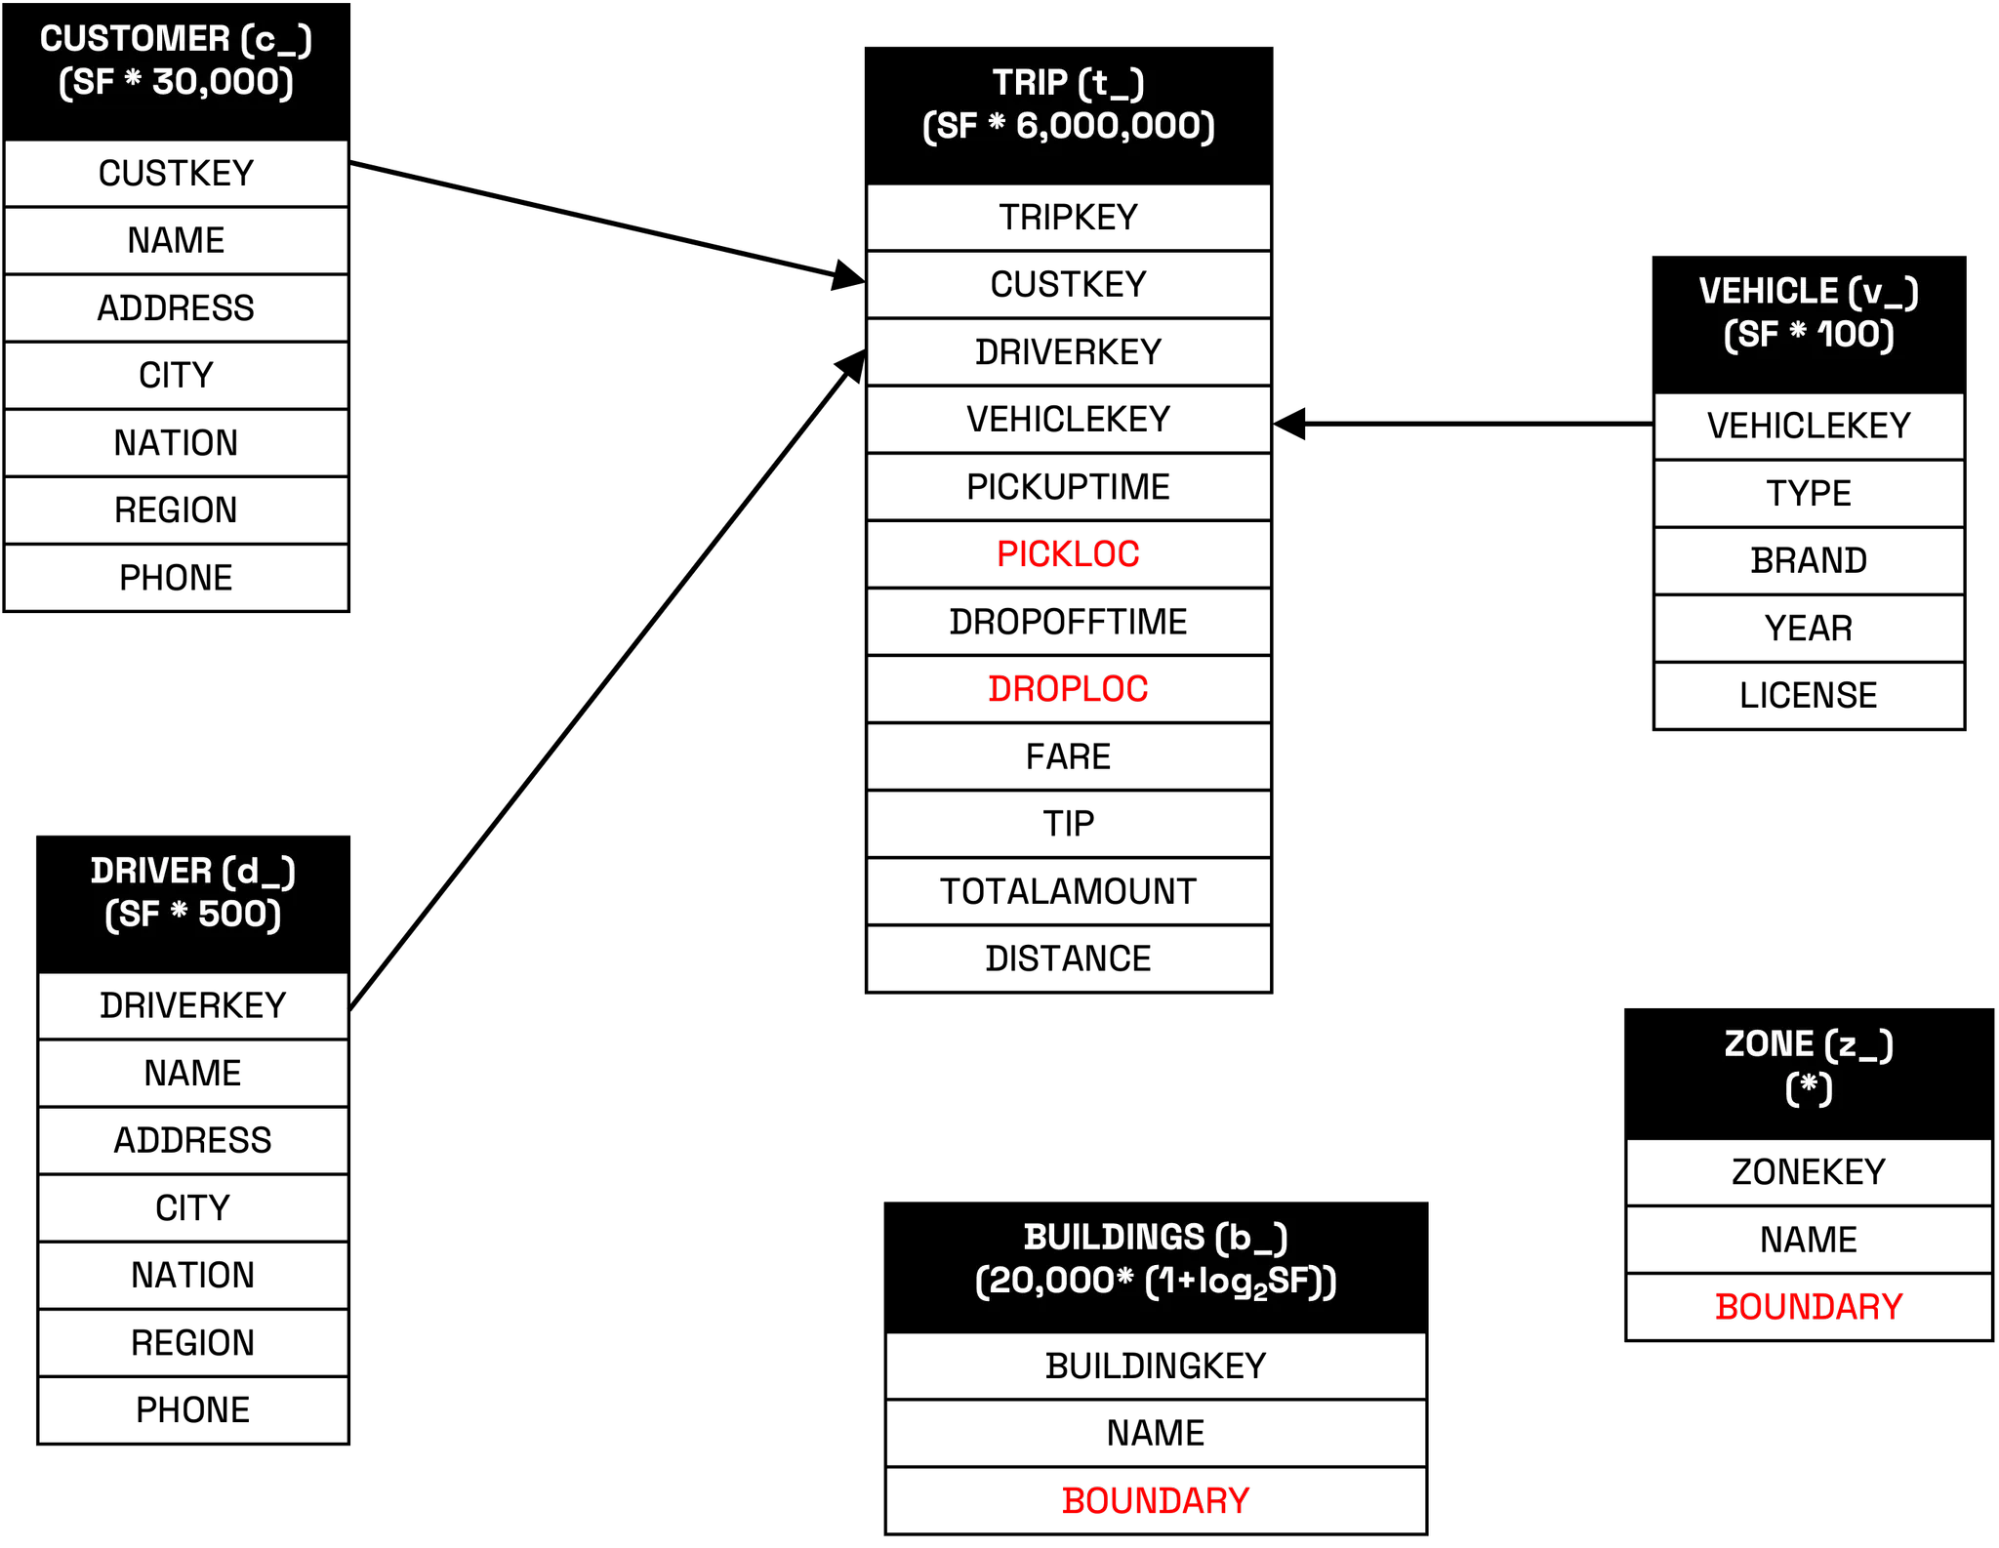 CUSTOMER (c_)
(SF * 30,000)
CUSTKEY
NAME
ADDRESS
CITY
NATION
REGION
PHONE
TRIP (t_)
(SF * 6,000,000)
TRIPKEY
CUSTKEY
DRIVERKEY
VEHICLEKEY
PICKUPTIME
PICKLOC
DROPOFFTIME
DROPLOC
FARE
TIP
TOTALAMOUNT
DISTANCE
VEHICLE (v_)
(SF * 100)
VEHICLEKEY
TYPE
BRAND
YEAR
LICENSE
DRIVER (d_)
(SF * 500)
DRIVERKEY
NAME
ADDRESS
CITY
NATION
REGION
PHONE
BUILDINGS (b_)
(20,000* (1+log₂SF))
BUILDINGKEY
NAME
BOUNDARY
ZONE (z_)
(*)
ZONEKEY
NAME
BOUNDARY